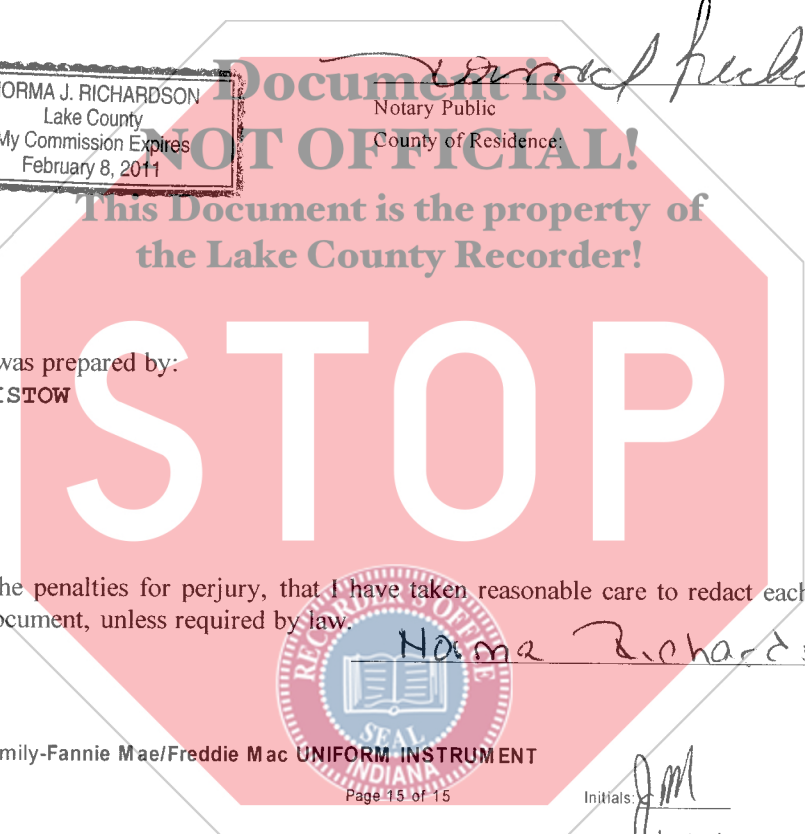 ORMA J. RICHARDSON
Lake County
My Commission Expires
February 8, 2011
Document is
NOT OFFICIAL!
This Document is the property of
the Lake County Recorder!
Notary Public
County of Residence:
STOP
was prepared by:
ISTOW
he penalties for perjury, that I have taken reasonable care to redact each
ocument, unless required by law.
Norma Richards
RECORDER'S OFFICE
SEAL
INDIANA
mily-Fannie Mae/Freddie Mac UNIFORM INSTRUMENT
Page 15 of 15
Initials: JM